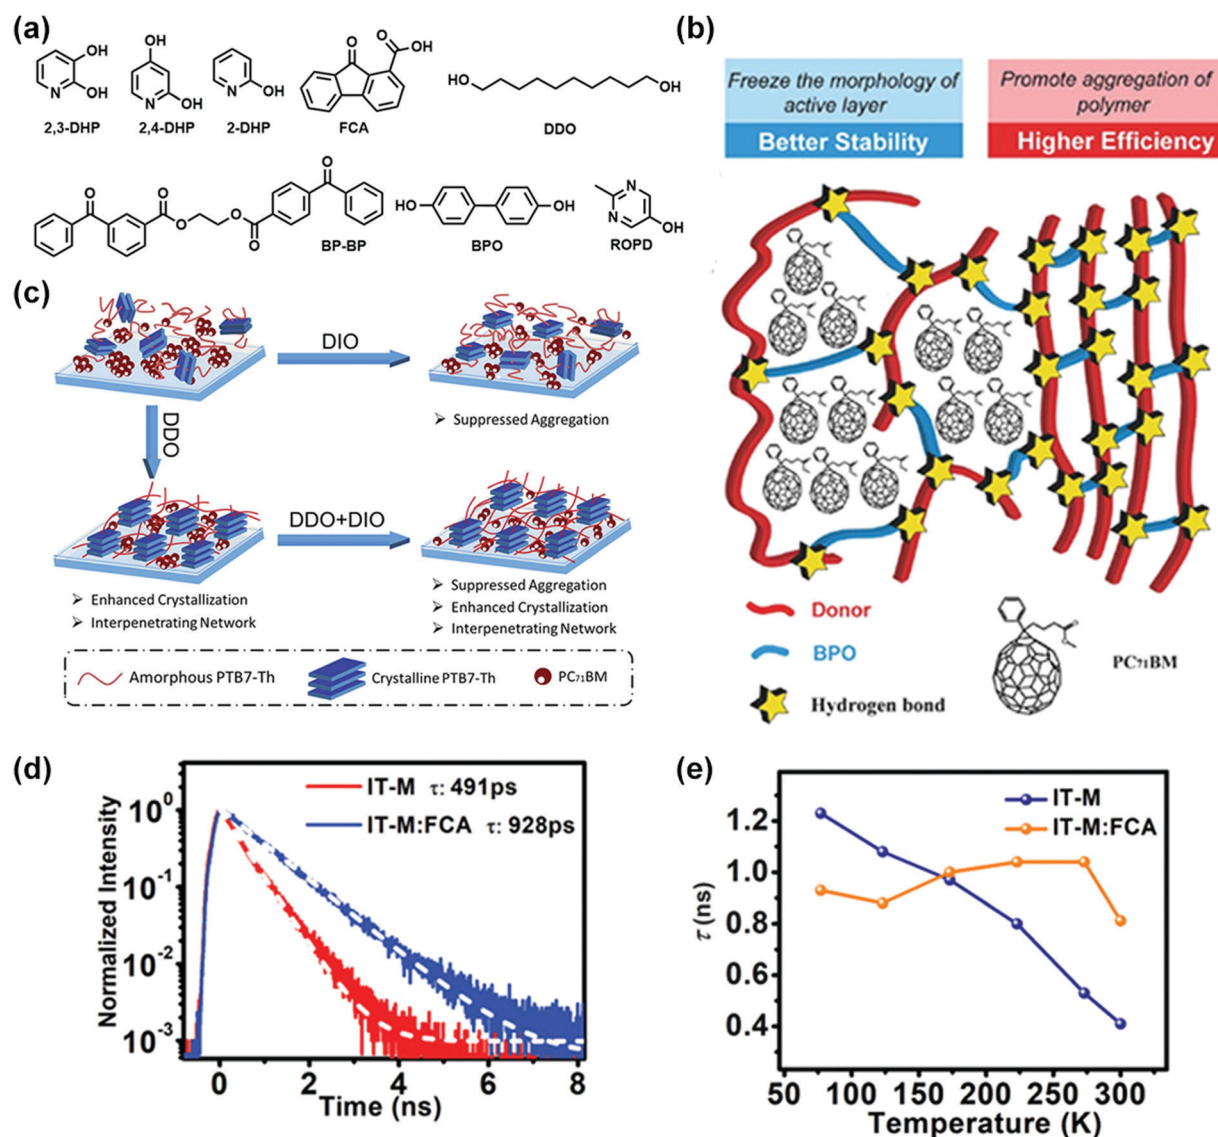 (a)
OH
N
OH
2,3-DHP
OH
N
OH
2,4-DHP
N
OH
2-DHP
O
O
OH
FCA
HO
OH
DDO
O
O
O
O
O
O
BP-BP
HO
OH
BPO
N
N
OH
ROPD
(b)
Freeze the morphology of
active layer
Better Stability
Promote aggregation of
polymer
Higher Efficiency
Donor
BPO
Hydrogen bond
O
O
PC71BM
(c)
DIO
➢ Suppressed Aggregation
DDO
DDO+DIO
➢ Enhanced Crystallization
➢ Interpenetrating Network
➢ Suppressed Aggregation
➢ Enhanced Crystallization
➢ Interpenetrating Network
Amorphous PTB7-Th
Crystalline PTB7-Th
PC71BM
(d)
IT-M τ: 491ps
IT-M:FCA τ: 928ps
Normalized Intensity
10^0
10^-1
10^-2
10^-3
0
2
4
6
8
Time (ns)
(e)
IT-M
IT-M:FCA
τ (ns)
1.2
1.0
0.8
0.6
0.4
50
100
150
200
250
300
350
Temperature (K)